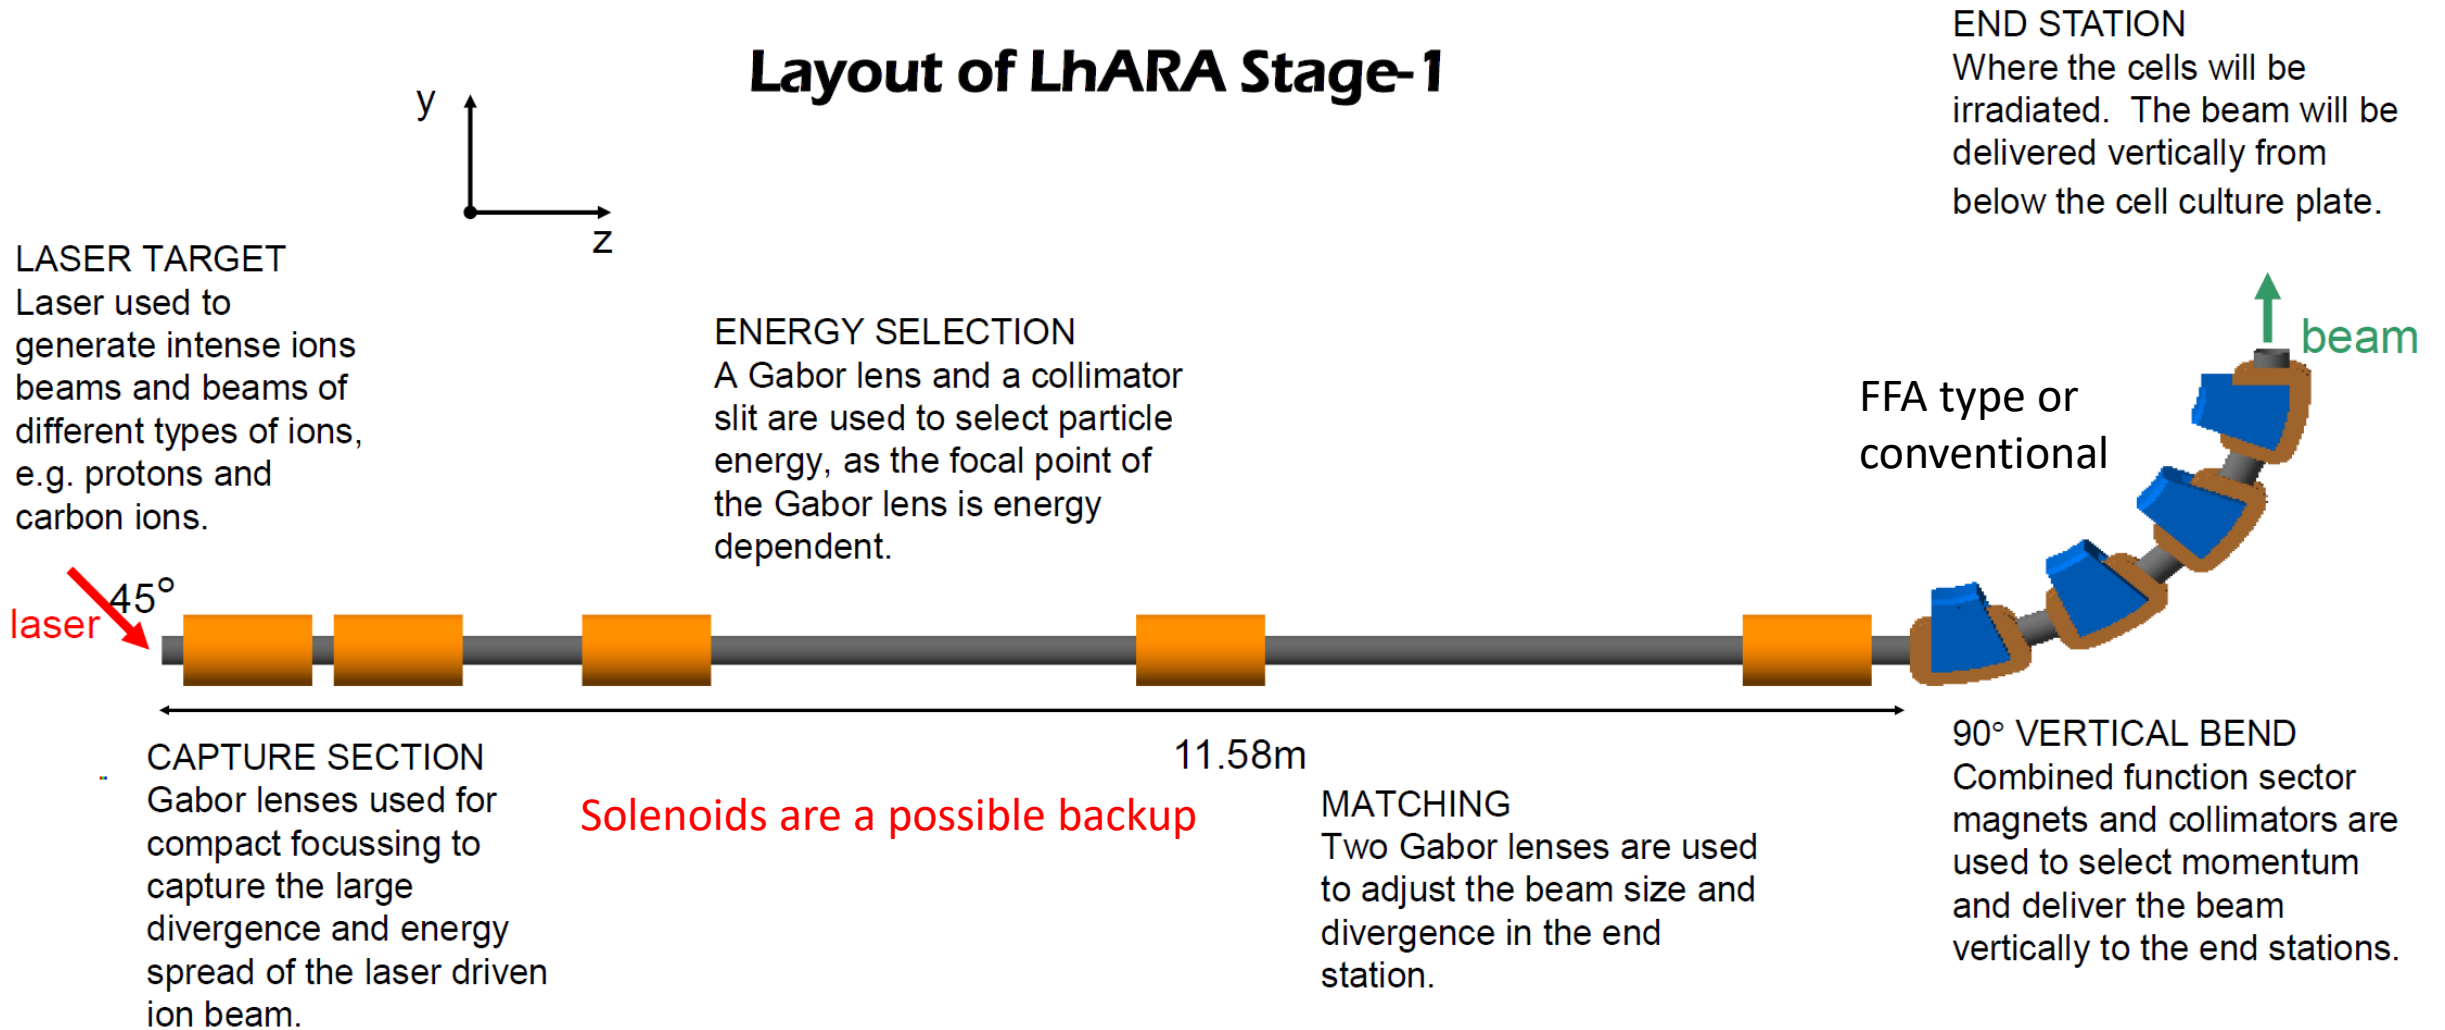 Layout of LhARA Stage-1
y
z
END STATION
Where the cells will be
irradiated.  The beam will be
delivered vertically from
below the cell culture plate.
LASER TARGET
Laser used to
generate intense ions
beams and beams of
different types of ions,
e.g. protons and
carbon ions.
ENERGY SELECTION
A Gabor lens and a collimator
slit are used to select particle
energy, as the focal point of
the Gabor lens is energy
dependent.
beam
FFA type or
conventional
45°
laser
11.58m
CAPTURE SECTION
Gabor lenses used for
compact focussing to
capture the large
divergence and energy
spread of the laser driven
ion beam.
Solenoids are a possible backup
MATCHING
Two Gabor lenses are used
to adjust the beam size and
divergence in the end
station.
90° VERTICAL BEND
Combined function sector
magnets and collimators are
used to select momentum
and deliver the beam
vertically to the end stations.